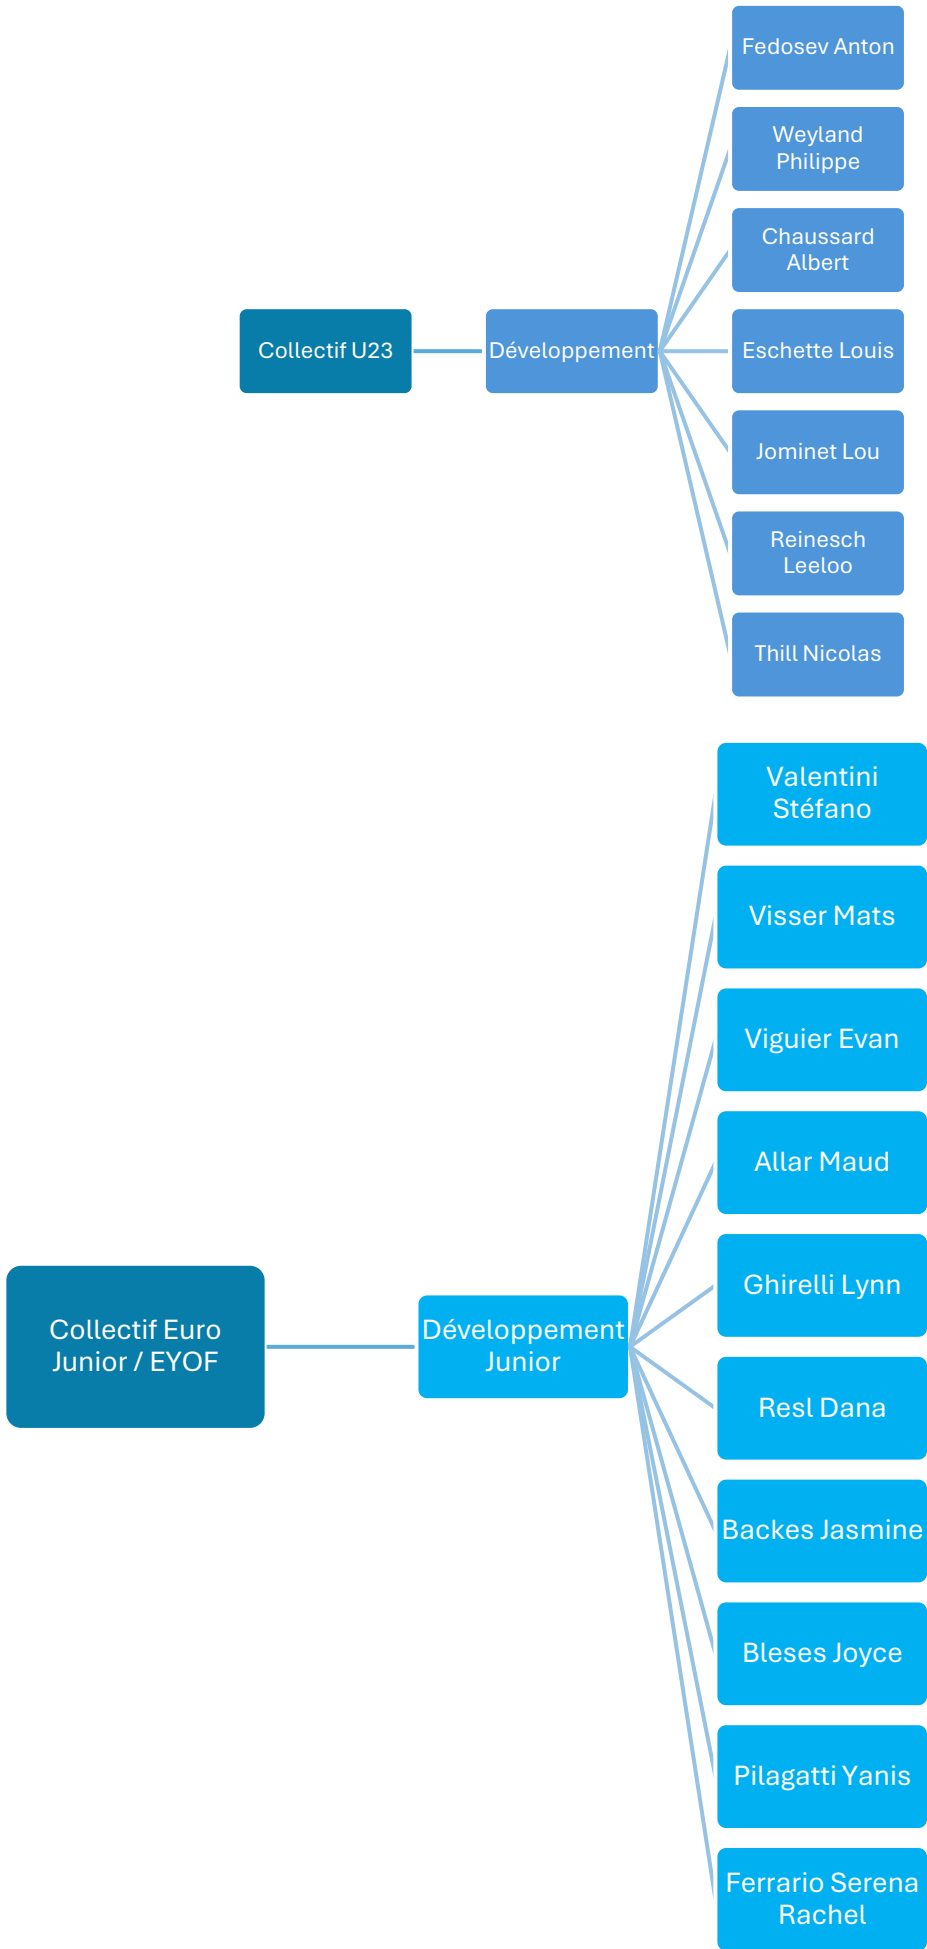 Collectif U23
Développement
Fedosev Anton
Weyland
Philippe
Chaussard
Albert
Eschette Louis
Jominet Lou
Reinesch
Leeloo
Thill Nicolas
Collectif Euro
Junior / EYOF
Développement
Junior
Valentini
Stéfano
Visser Mats
Viguier Evan
Allar Maud
Ghirelli Lynn
Resl Dana
Backes Jasmine
Bleses Joyce
Pilagatti Yanis
Ferrario Serena
Rachel